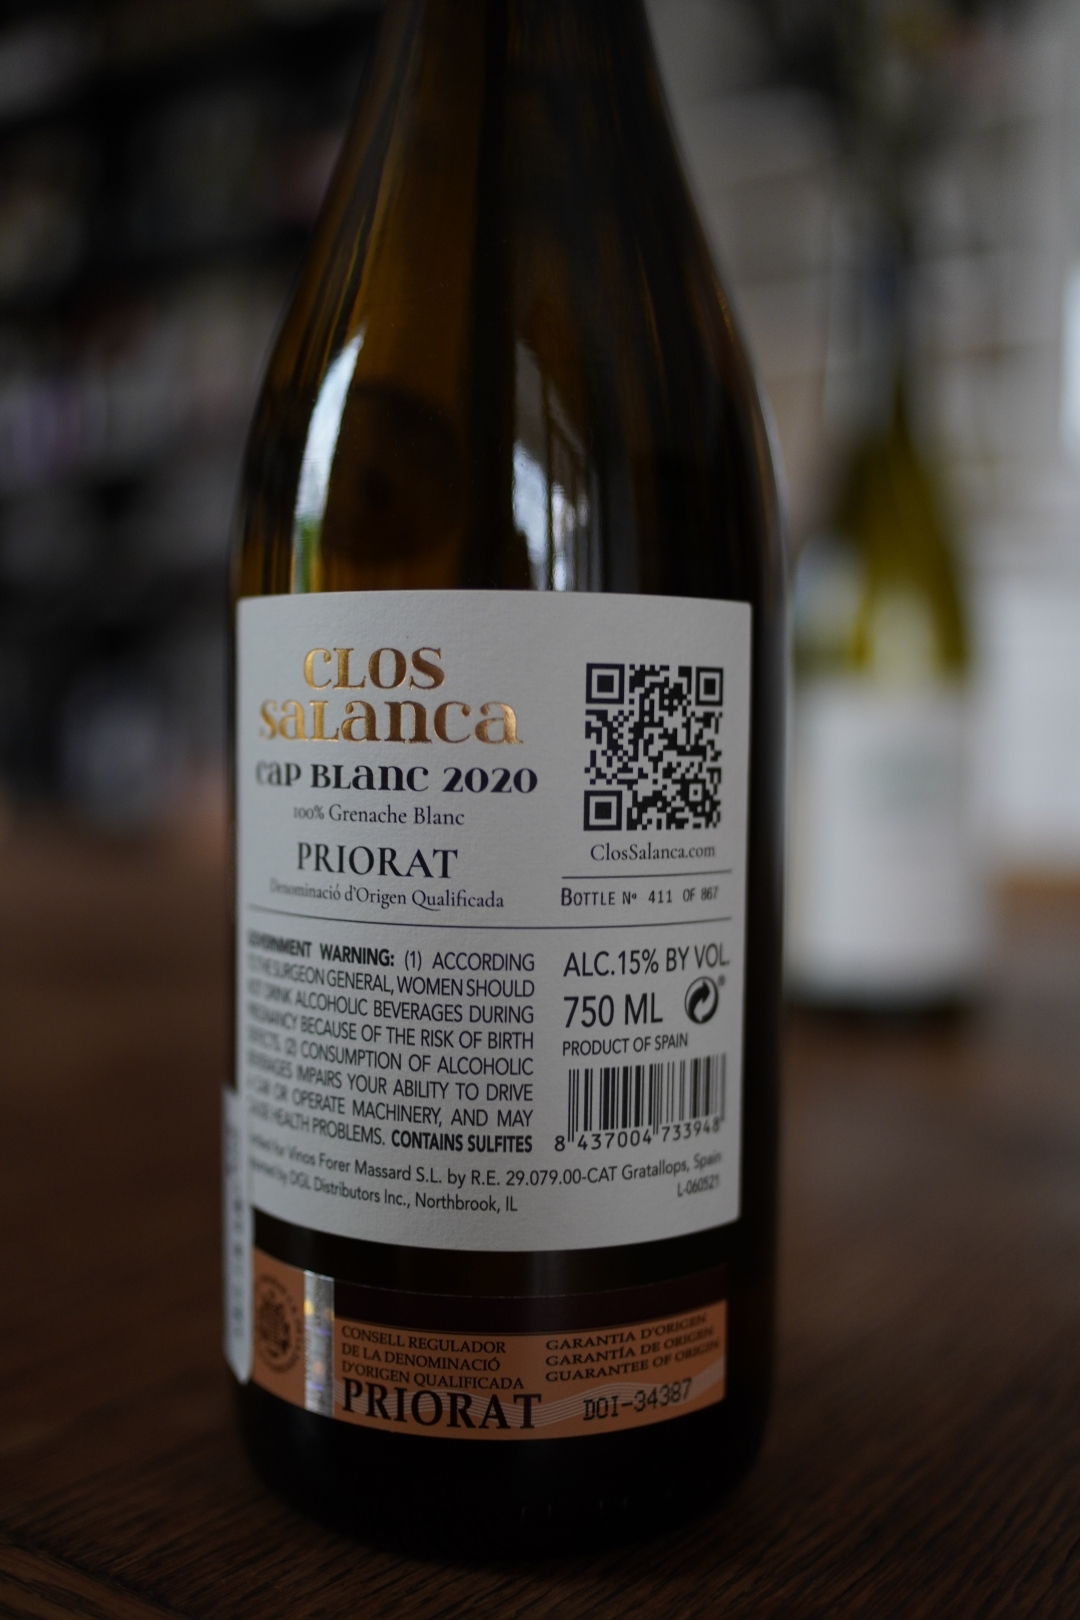 CLOS
SALANCA
CAP BLANC 2020
100% Grenache Blanc
PRIORAT
Denominació d'Origen Qualificada
ClosSalanca.com
BOTTLE Nº 411 OF 867
GOVERNMENT WARNING: (1) ACCORDING
TO THE SURGEON GENERAL, WOMEN SHOULD
NOT DRINK ALCOHOLIC BEVERAGES DURING
PREGNANCY BECAUSE OF THE RISK OF BIRTH
DEFECTS. (2) CONSUMPTION OF ALCOHOLIC
BEVERAGES IMPAIRS YOUR ABILITY TO DRIVE
A CAR OR OPERATE MACHINERY, AND MAY
CAUSE HEALTH PROBLEMS. CONTAINS SULFITES
ALC.15% BY VOL.
750 ML
PRODUCT OF SPAIN
8 437004 733948
for Vinos Forer Massard S.L. by R.E. 29.079.00-CAT Gratallops, Spain
by DGL Distributors Inc., Northbrook, IL
L-060521
CONSELL REGULADOR
DE LA DENOMINACIÓ
D'ORIGEN QUALIFICADA
PRIORAT
GARANTIA D'ORIGEN
GARANTÍA DE ORIGEN
GUARANTEE OF ORIGIN
DOI-34387